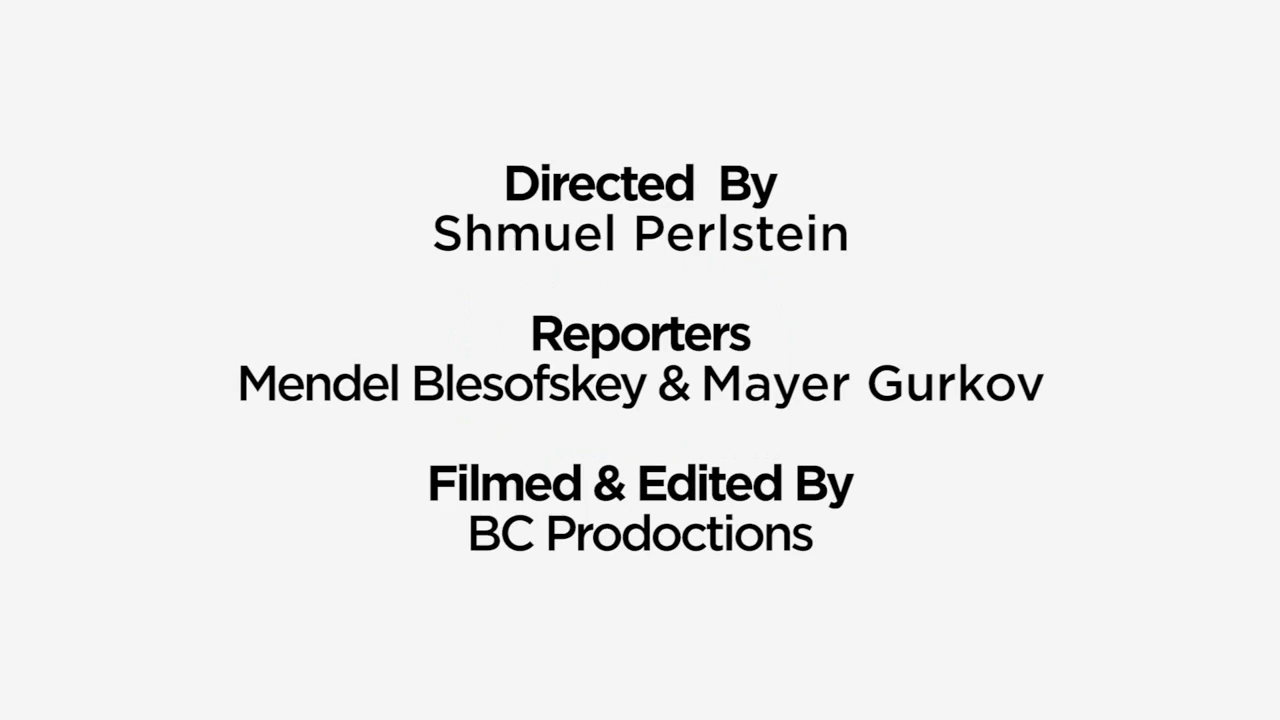 Directed By
Shmuel Perlstein
Reporters
Mendel Blesofskey & Mayer Gurkov
Filmed & Edited By
BC Prodoctions